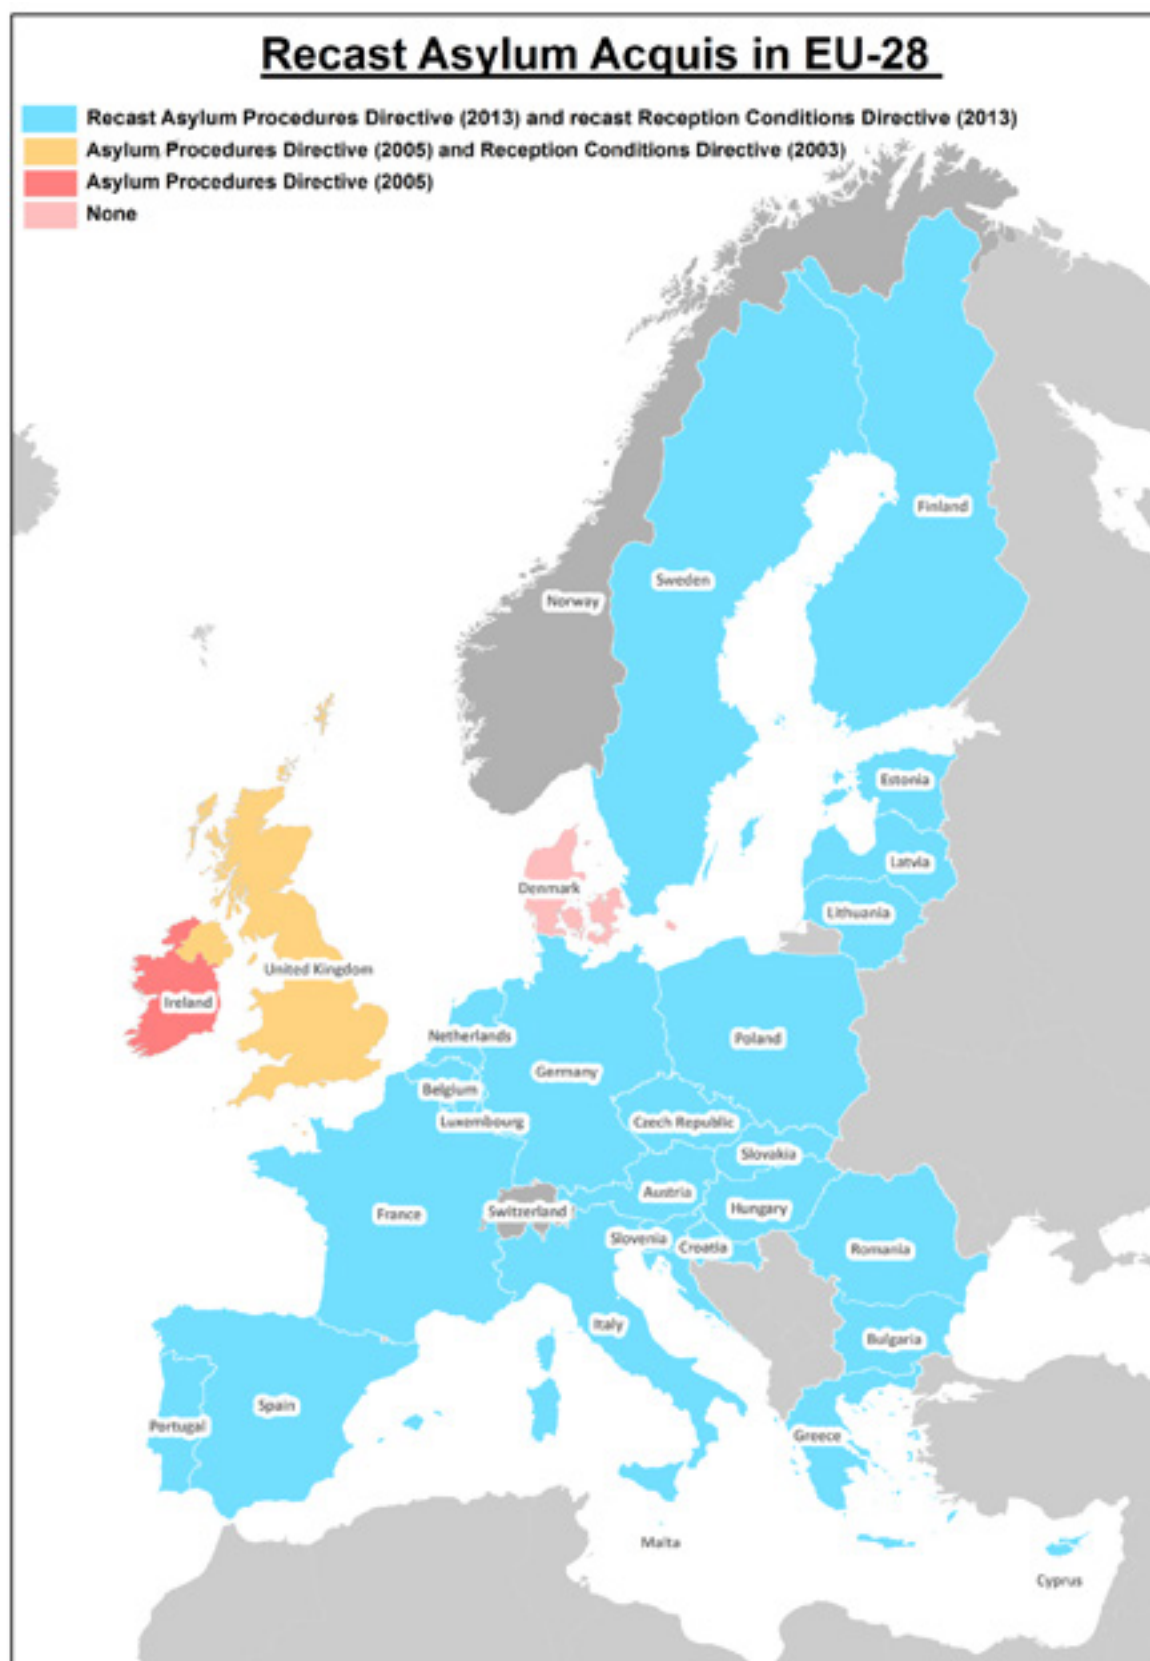 Recast Asylum Acquis in EU-28
Recast Asylum Procedures Directive (2013) and recast Reception Conditions Directive (2013)
Asylum Procedures Directive (2005) and Reception Conditions Directive (2003)
Asylum Procedures Directive (2005)
None
Finland
Sweden
Norway
Estonia
Latvia
Denmark
Lithuania
United Kingdom
Ireland
Netherlands
Poland
Germany
Belgium
Luxembourg
Czech Republic
Slovakia
Austria
Hungary
Switzerland
France
Slovenia
Croatia
Romania
Italy
Bulgaria
Spain
Portugal
Greece
Malta
Cyprus